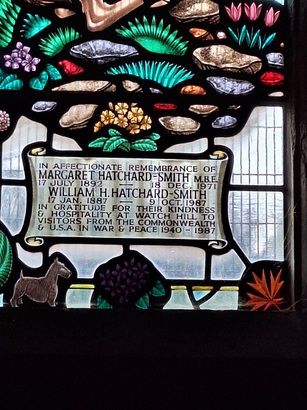 IN AFFECTIONATE REMEMBRANCE OF
MARGARET HATCHARD-SMITH M.B.E.
17 JULY 1892 — 18 DEC. 1971
WILLIAM H. HATCHARD-SMITH
17 JAN. 1887 — 9 OCT. 1987
IN GRATITUDE FOR THEIR KINDNESS
& HOSPITALITY AT WATCH HILL TO
VISITORS FROM THE COMMONWEALTH
& U.S.A. IN WAR & PEACE 1940 - 1987